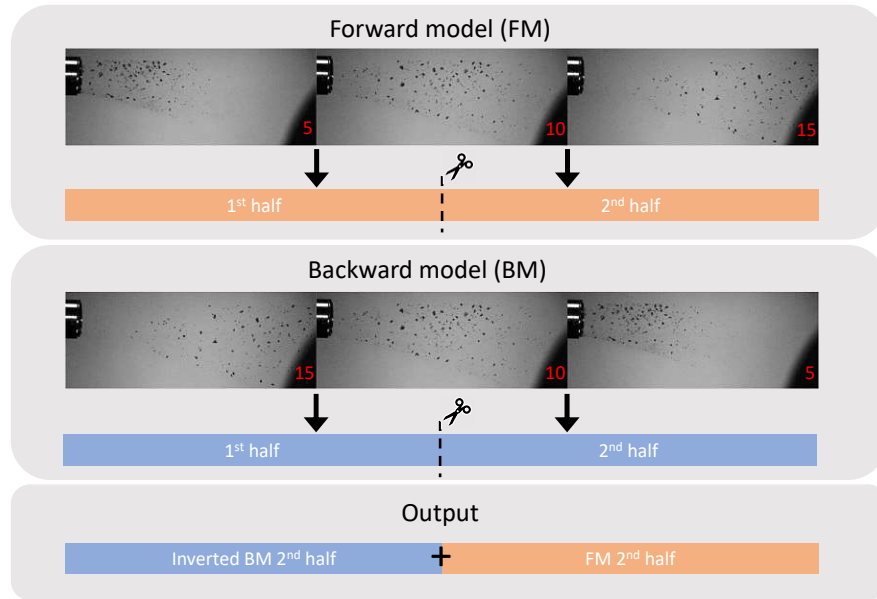 Forward model (FM)
5
10
15
1st half
2nd half
Backward model (BM)
15
10
5
1st half
2nd half
Output
Inverted BM 2nd half
+
FM 2nd half